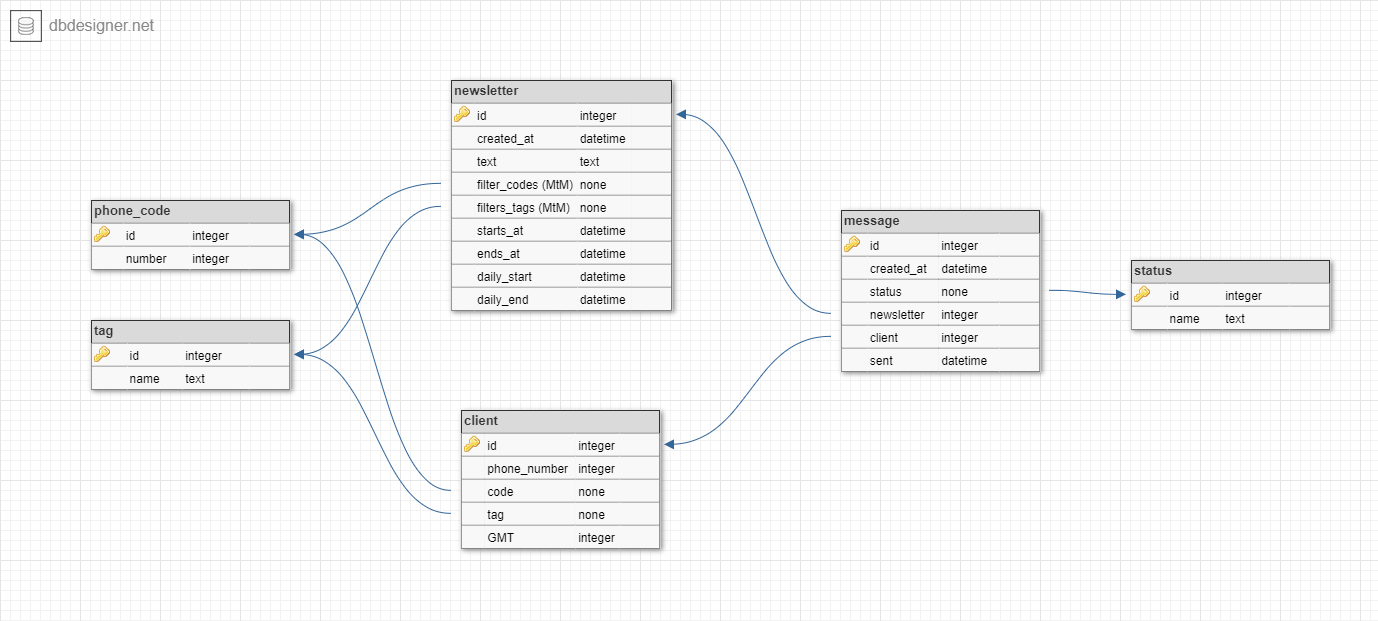 dbdesigner.net
newsletter
id integer
created_at datetime
text text
filter_codes (MtM) none
filters_tags (MtM) none
starts_at datetime
ends_at datetime
daily_start datetime
daily_end datetime
phone_code
id integer
number integer
tag
id integer
name text
client
id integer
phone_number integer
code none
tag none
GMT integer
message
id integer
created_at datetime
status none
newsletter integer
client integer
sent datetime
status
id integer
name text